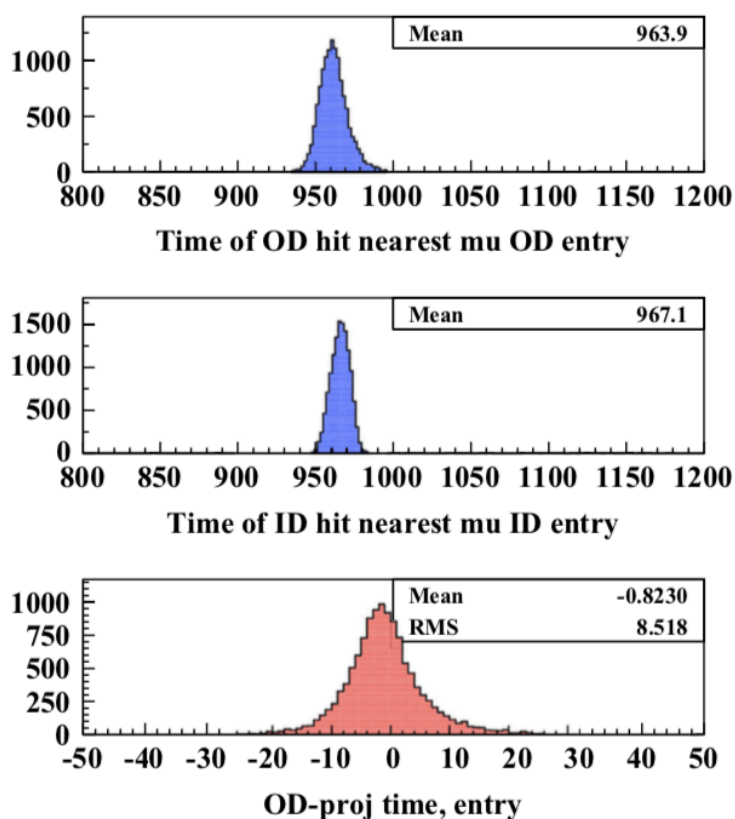 Mean 963.9
1000
500
0
800 850 900 950 1000 1050 1100 1150 1200
Time of OD hit nearest mu OD entry
Mean 967.1
1500
1000
500
0
800 850 900 950 1000 1050 1100 1150 1200
Time of ID hit nearest mu ID entry
Mean -0.8230
RMS 8.518
1000
750
500
250
0
-50 -40 -30 -20 -10 0 10 20 30 40 50
OD-proj time, entry